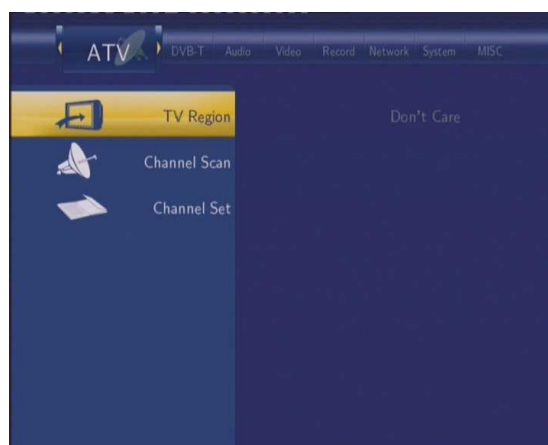 ATV DVB-T Audio Video Record Network System MISC
TV Region Don't Care
Channel Scan
Channel Set